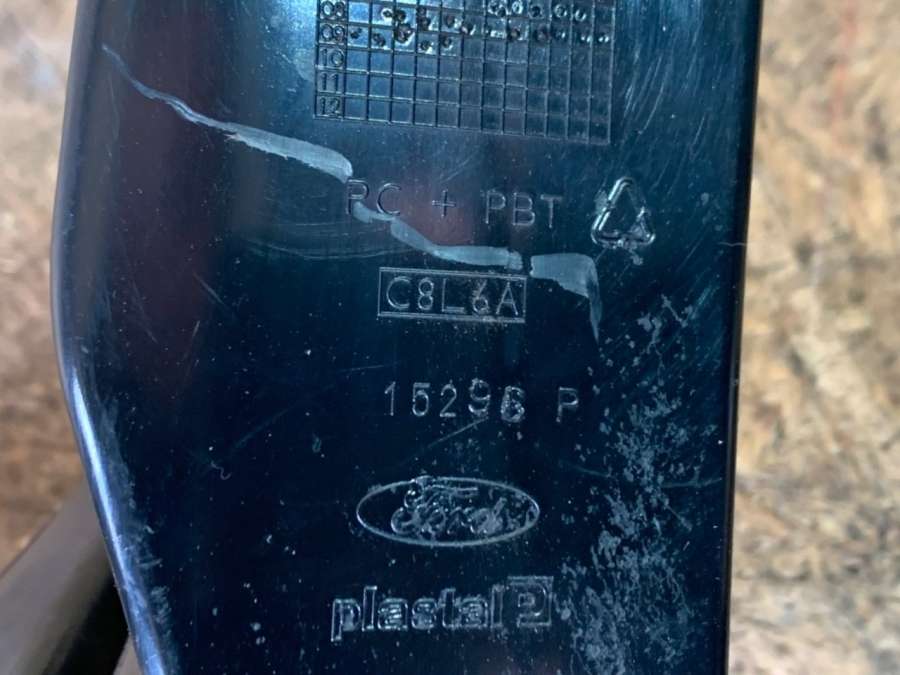 08
09
10
11
12
PC + PBT
C8L6A
15296 P
Ford
plastal